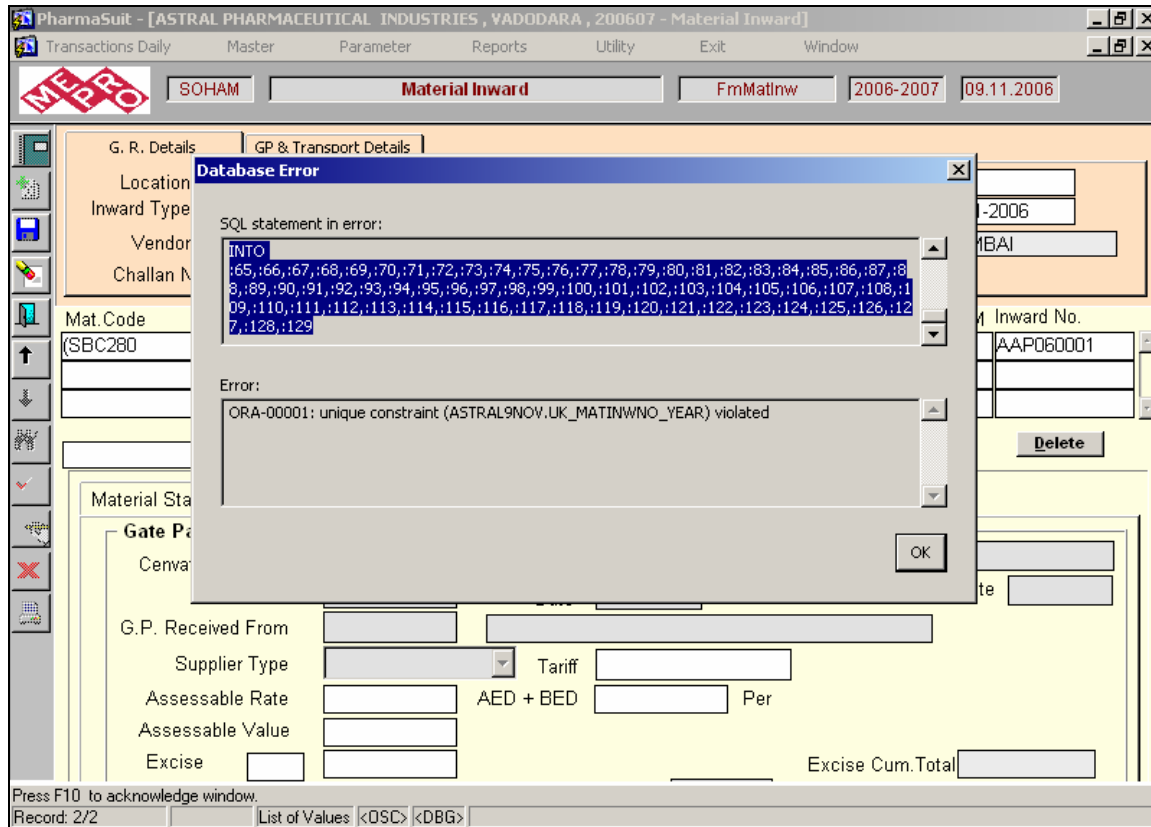 PharmaSuit - [ASTRAL PHARMACEUTICAL INDUSTRIES , VADODARA , 200607 - Material Inward]
Transactions Daily Master Parameter Reports Utility Exit Window
MEPRO SOHAM Material Inward FmMatInw 2006-2007 09.11.2006
G. R. Details GP & Transport Details
Database Error
Location
Inward Type -2006
SQL statement in error:
Vendor MBAI
INTO
:65,:66,:67,:68,:69,:70,:71,:72,:73,:74,:75,:76,:77,:78,:79,:80,:81,:82,:83,:84,:85,:86,:87,:8
8,:89,:90,:91,:92,:93,:94,:95,:96,:97,:98,:99,:100,:101,:102,:103,:104,:105,:106,:107,:108,:1
09,:110,:111,:112,:113,:114,:115,:116,:117,:118,:119,:120,:121,:122,:123,:124,:125,:126,:12
7,:128,:129
Challan N
Mat.Code M Inward No.
(SBC280 AAP060001
Error:
ORA-00001: unique constraint (ASTRAL9NOV.UK_MATINWNO_YEAR) violated
Delete
Material Sta
Gate Pa
OK
Cenva
te
G.P. Received From
Supplier Type Tariff
Assessable Rate AED + BED Per
Assessable Value
Excise Excise Cum.Total
Press F10 to acknowledge window.
Record: 2/2 List of Values <OSC> <DBG>